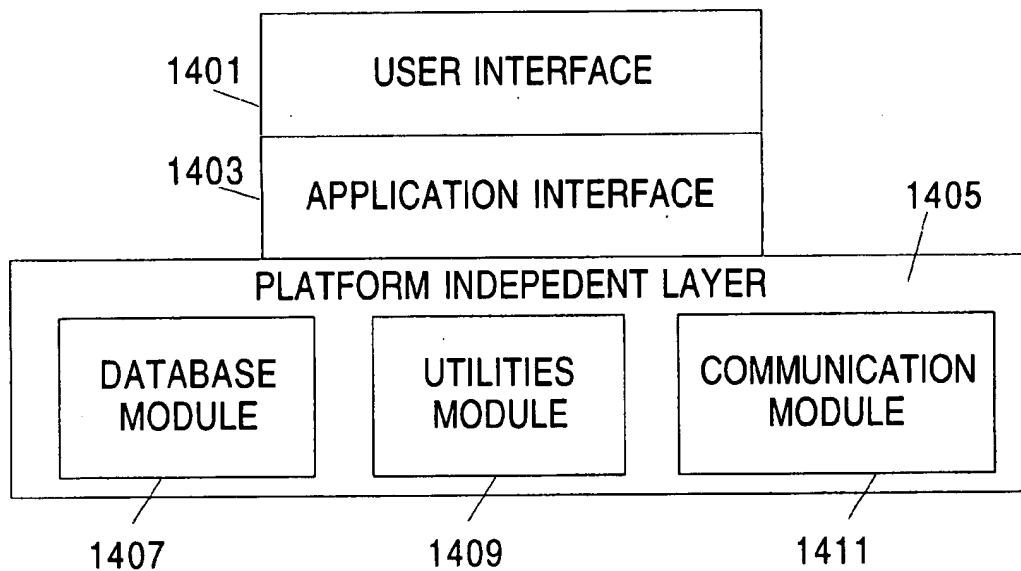 1401
USER INTERFACE
1403
APPLICATION INTERFACE
1405
PLATFORM INDEPEDENT LAYER
DATABASE
MODULE
UTILITIES
MODULE
COMMUNICATION
MODULE
1407
1409
1411